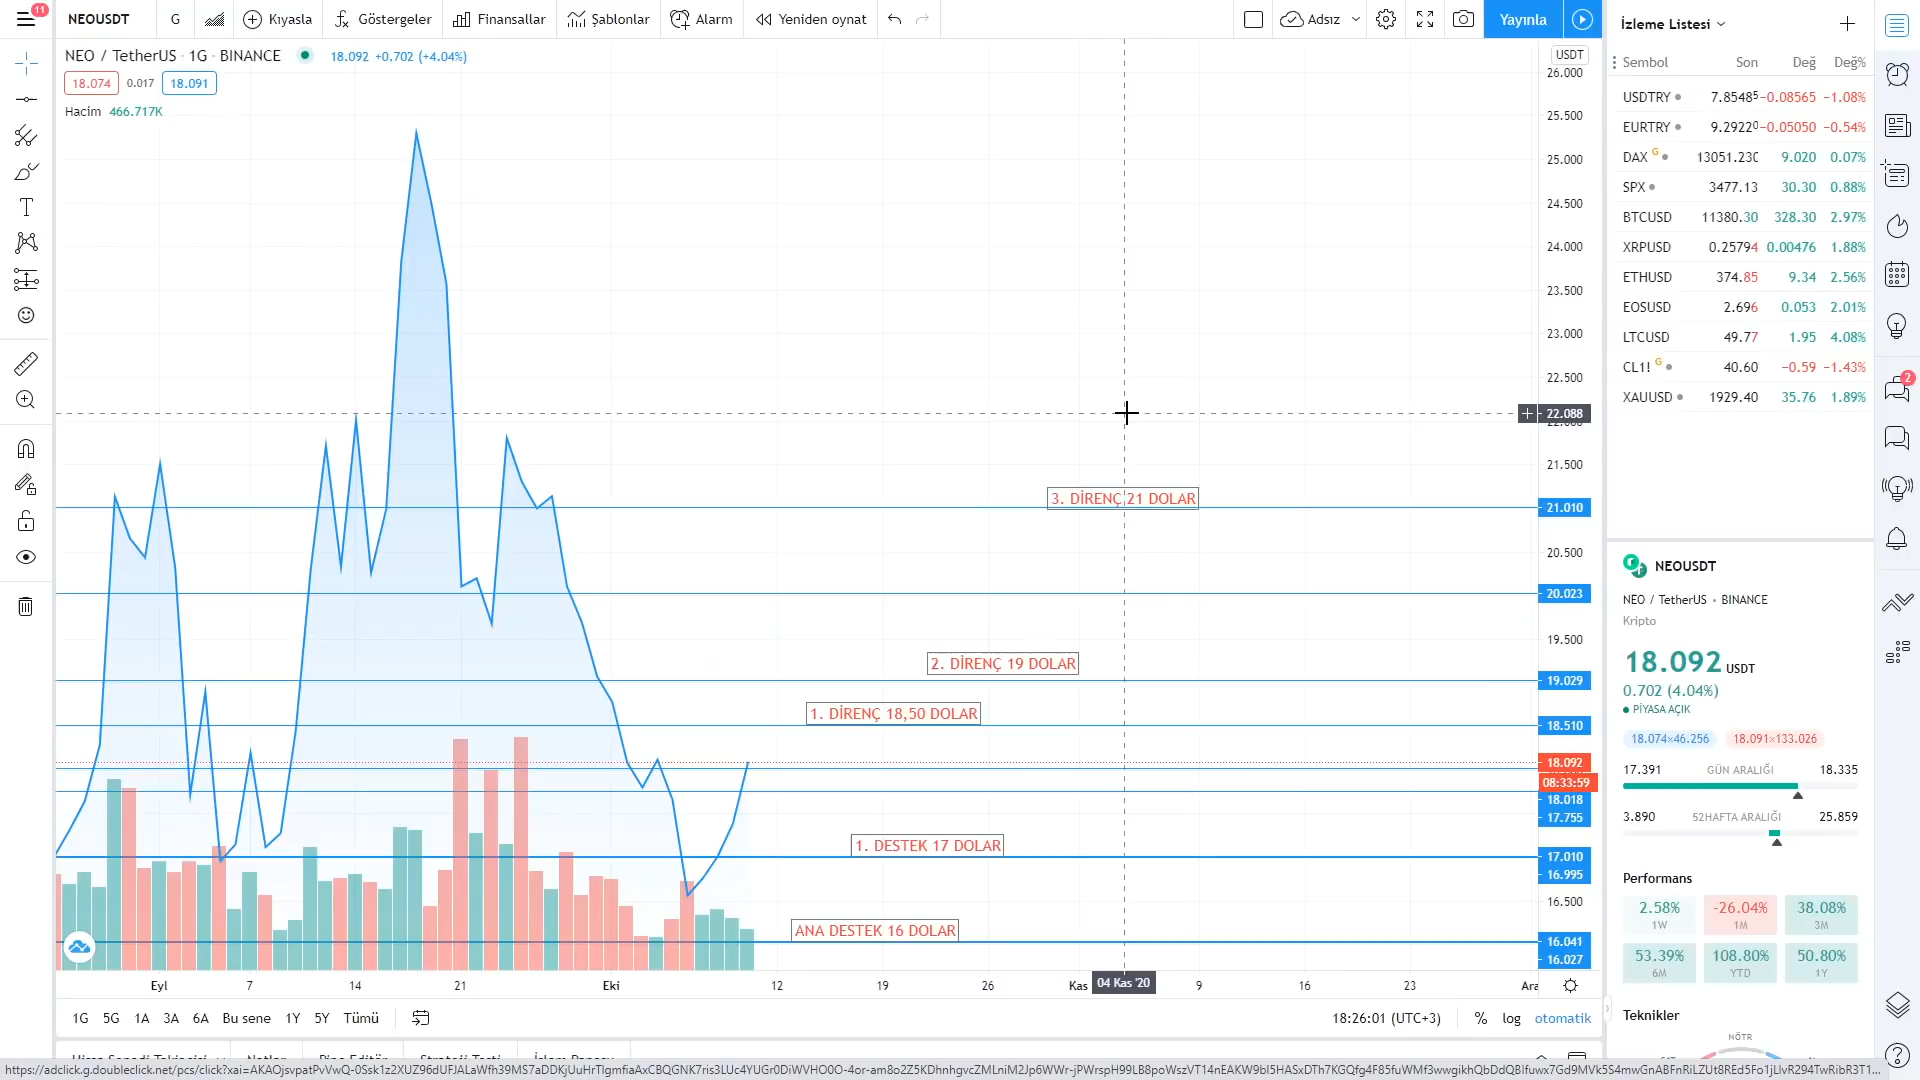 11
NEOUSDT
G
Kıyasla
Göstergeler
Finansallar
Şablonlar
Alarm
Yeniden oynat
Adsız
Yayınla
İzleme Listesi
NEO / TetherUS · 1G · BINANCE
18.092 +0.702 (+4.04%)
18.074 0.017 18.091
Hacim 466.717K
USDT
26.000
25.500
25.000
24.500
24.000
23.500
23.000
22.500
22.088
22.000
21.500
3. DİRENÇ 21 DOLAR
21.010
20.500
20.023
19.500
2. DİRENÇ 19 DOLAR
19.029
1. DİRENÇ 18,50 DOLAR
18.510
18.092
08:33:59
18.018
17.755
1. DESTEK 17 DOLAR
17.010
16.995
16.500
ANA DESTEK 16 DOLAR
16.041
16.027
Eyl 7 14 21 Eki 12 19 26 Kas 04 Kas '20 9 16 23 Ara
1G 5G 1A 3A 6A Bu sene 1Y 5Y Tümü
18:26:01 (UTC+3) % log otomatik
Sembol Son Değ Değ%
USDTRY 7.85485 −0.08565 −1.08%
EURTRY 9.29220 −0.05050 −0.54%
DAX G 13051.230 9.020 0.07%
SPX 3477.13 30.30 0.88%
BTCUSD 11380.30 328.30 2.97%
XRPUSD 0.25794 0.00476 1.88%
ETHUSD 374.85 9.34 2.56%
EOSUSD 2.696 0.053 2.01%
LTCUSD 49.77 1.95 4.08%
CL1! G 40.60 −0.59 −1.43%
XAUUSD 1929.40 35.76 1.89%
2
NEOUSDT
NEO / TetherUS • BINANCE
Kripto
18.092 USDT
0.702 (4.04%)
PİYASA AÇIK
18.074×46.256 18.091×133.026
17.391 GÜN ARALIĞI 18.335
3.890 52HAFTA ARALIĞI 25.859
Performans
2.58% -26.04% 38.08%
1W 1M 3M
53.39% 108.80% 50.80%
6M YTD 1Y
Teknikler
NÖTR